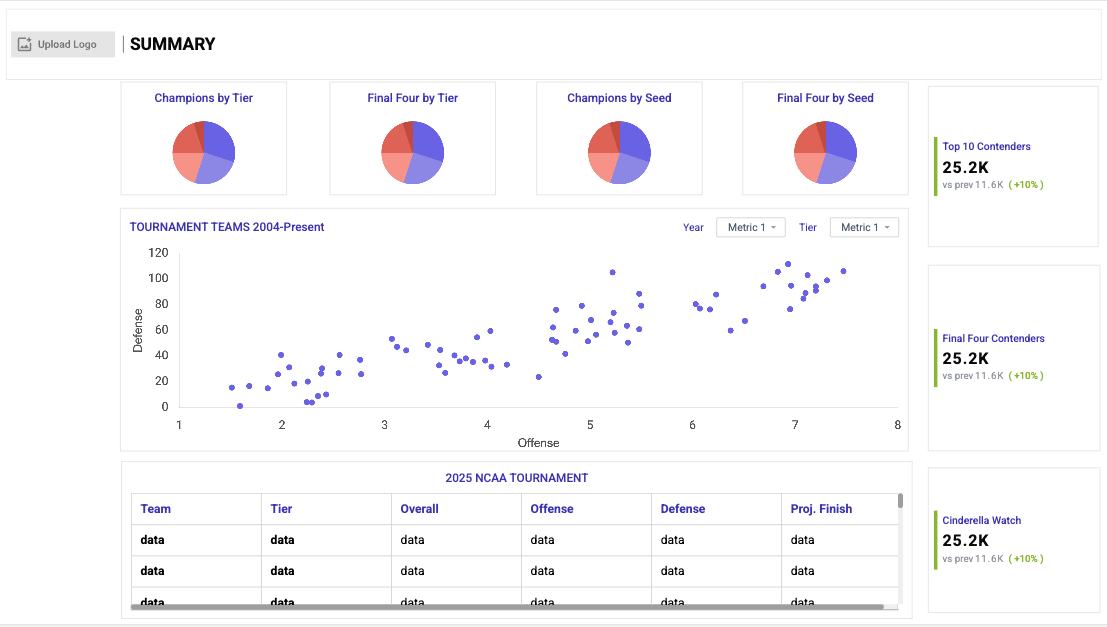 Upload Logo
SUMMARY
Champions by Tier
Final Four by Tier
Champions by Seed
Final Four by Seed
Top 10 Contenders
25.2K
vs prev 11.6K (+10%)
TOURNAMENT TEAMS 2004-Present
Year
Metric 1
Tier
Metric 1
Defense
120
100
80
60
40
20
0
1 2 3 4 5 6 7 8
Offense
Final Four Contenders
25.2K
vs prev 11.6K (+10%)
2025 NCAA TOURNAMENT
Team Tier Overall Offense Defense Proj. Finish
data data data data data data
data data data data data data
data data data data data data
Cinderella Watch
25.2K
vs prev 11.6K (+10%)